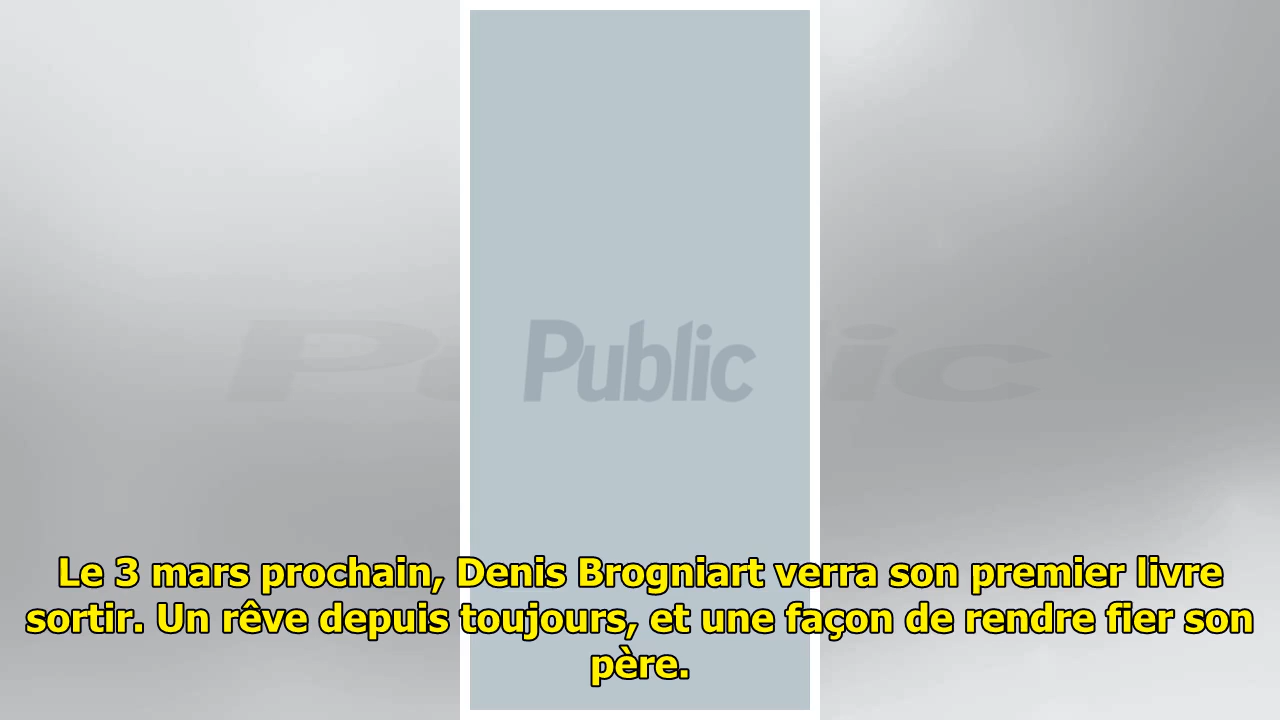 Public
Le 3 mars prochain, Denis Brogniart verra son premier livre
sortir. Un rêve depuis toujours, et une façon de rendre fier son
père.